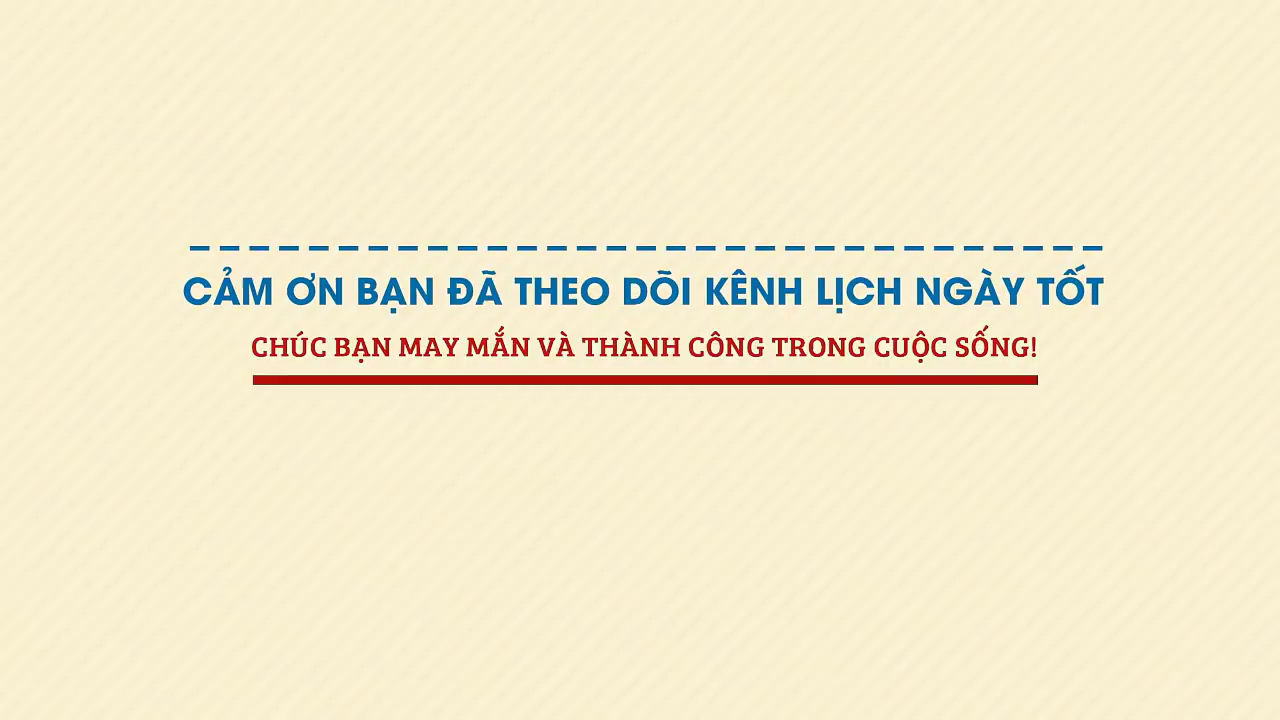 CẢM ƠN BẠN ĐÃ THEO DÕI KÊNH LỊCH NGÀY TỐT
CHÚC BẠN MAY MẮN VÀ THÀNH CÔNG TRONG CUỘC SỐNG!